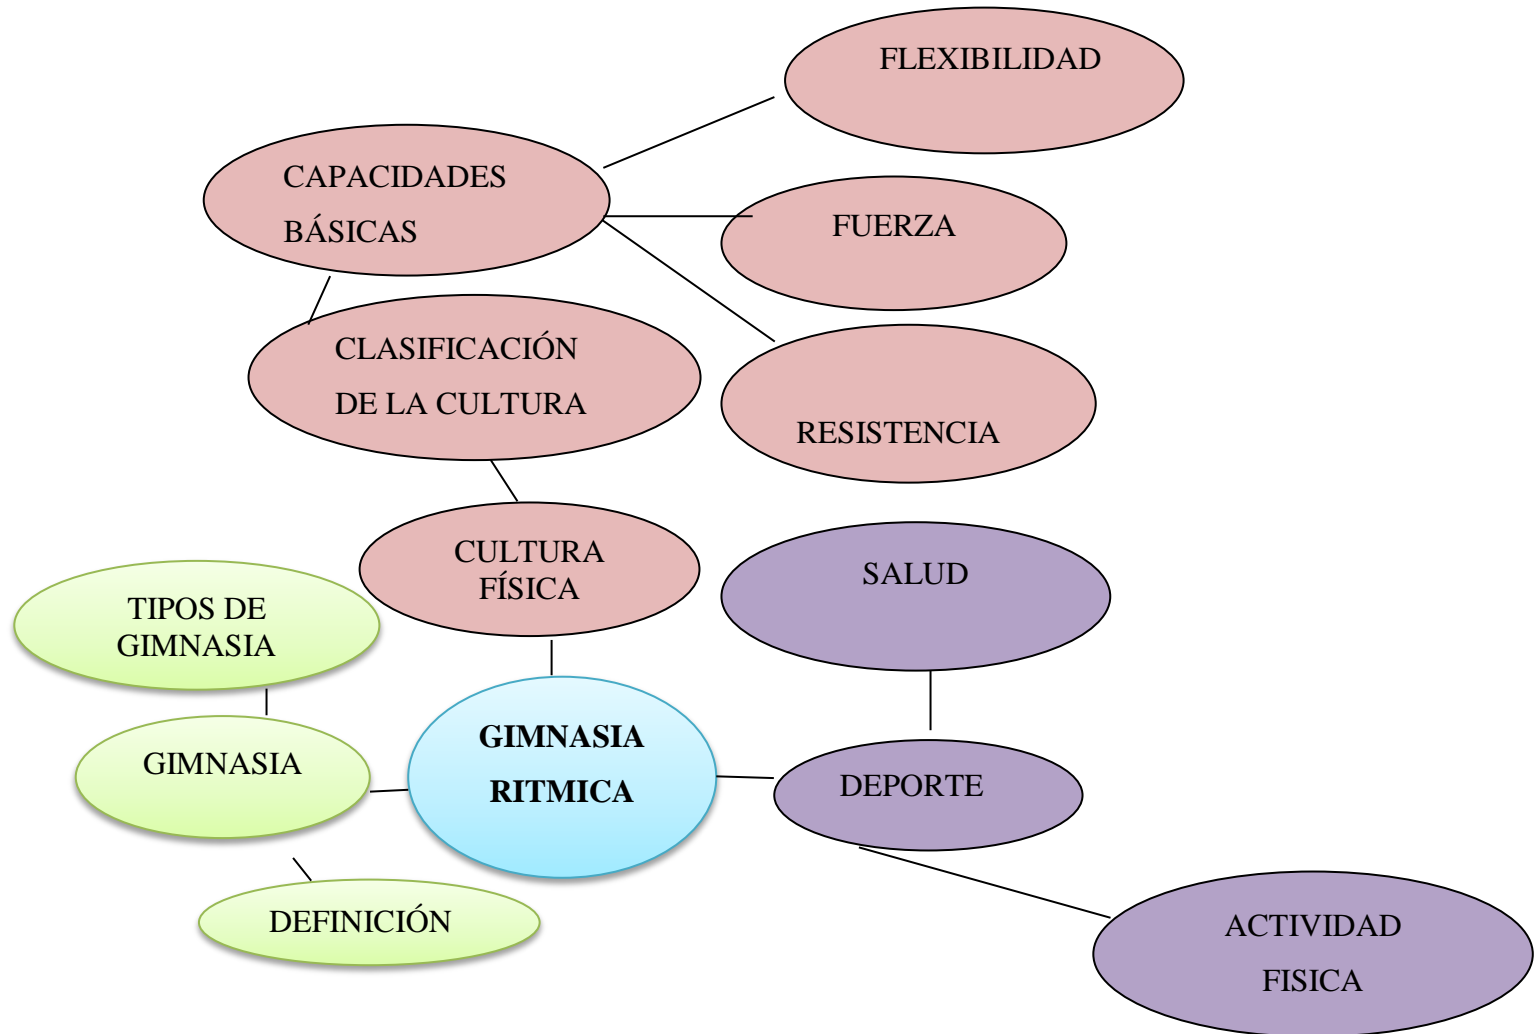 FLEXIBILIDAD
CAPACIDADES
BÁSICAS
FUERZA
CLASIFICACIÓN
DE LA CULTURA
RESISTENCIA
CULTURA
FÍSICA
SALUD
TIPOS DE
GIMNASIA
GIMNASIA
GIMNASIA
RITMICA
DEPORTE
DEFINICIÓN
ACTIVIDAD
FISICA